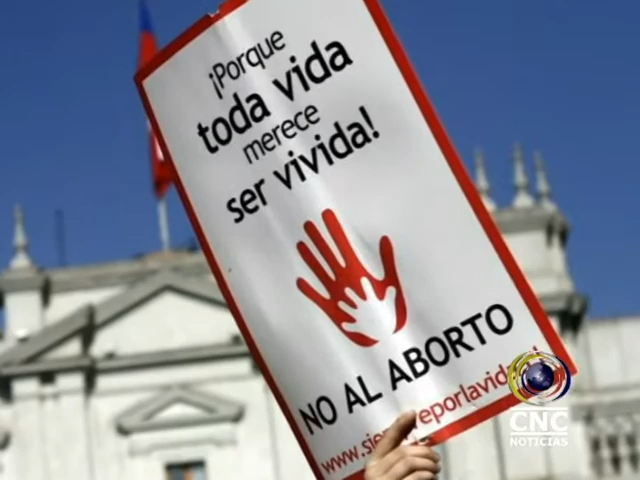 ¡Porque
toda vida
merece
ser vivida!
NO AL ABORTO
CNC
NOTICIAS